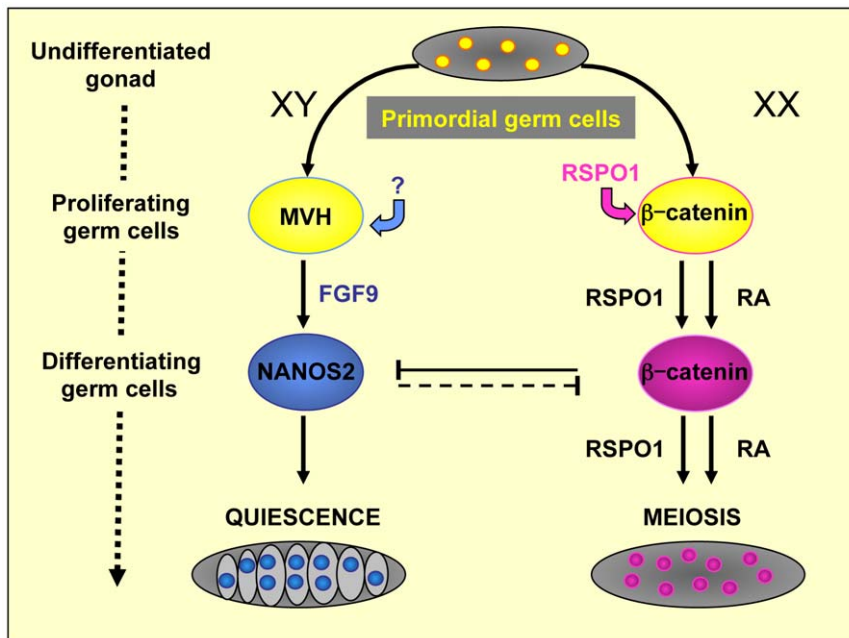 Undifferentiated
gonad
XY
XX
Primordial germ cells
?
RSPO1
Proliferating
germ cells
MVH
β−catenin
FGF9
RSPO1
RA
Differentiating
germ cells
NANOS2
β−catenin
RSPO1
RA
QUIESCENCE
MEIOSIS